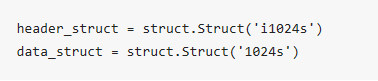 header_struct = struct.Struct('i1024s')
data_struct = struct.Struct('1024s')